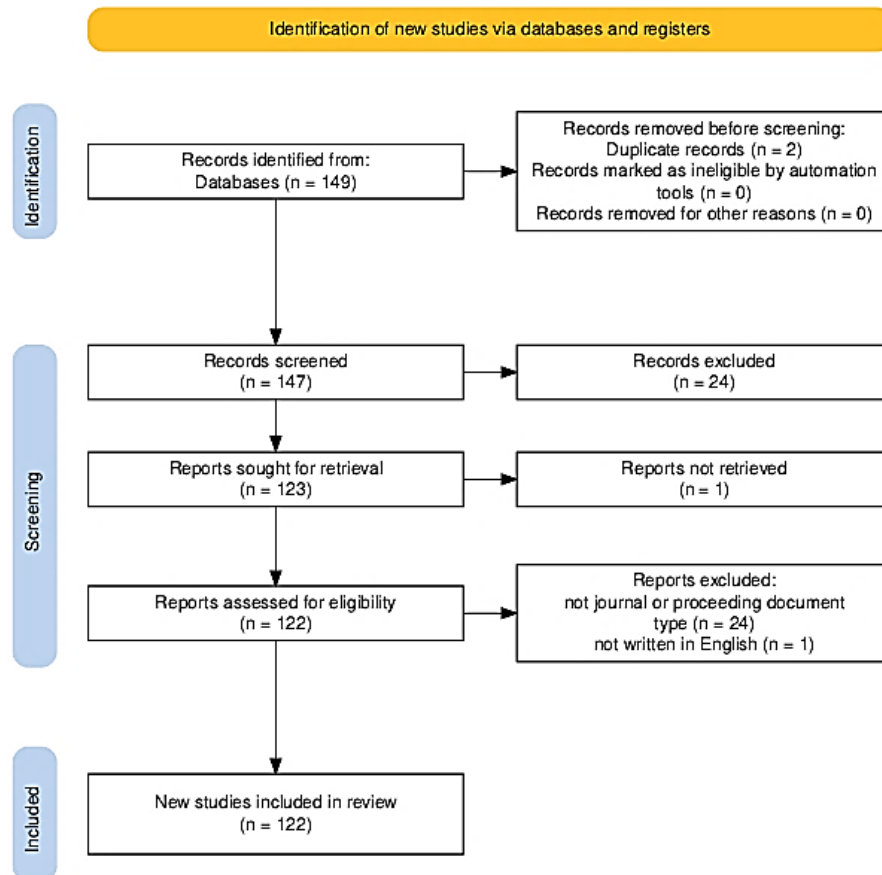 Identification of new studies via databases and registers
Identification
Records identified from:
Databases (n = 149)
Records removed before screening:
Duplicate records (n = 2)
Records marked as ineligible by automation
tools (n = 0)
Records removed for other reasons (n = 0)
Screening
Records screened
(n = 147)
Records excluded
(n = 24)
Reports sought for retrieval
(n = 123)
Reports not retrieved
(n = 1)
Reports assessed for eligibility
(n = 122)
Reports excluded:
not journal or proceeding document
type (n = 24)
not written in English (n = 1)
Included
New studies included in review
(n = 122)